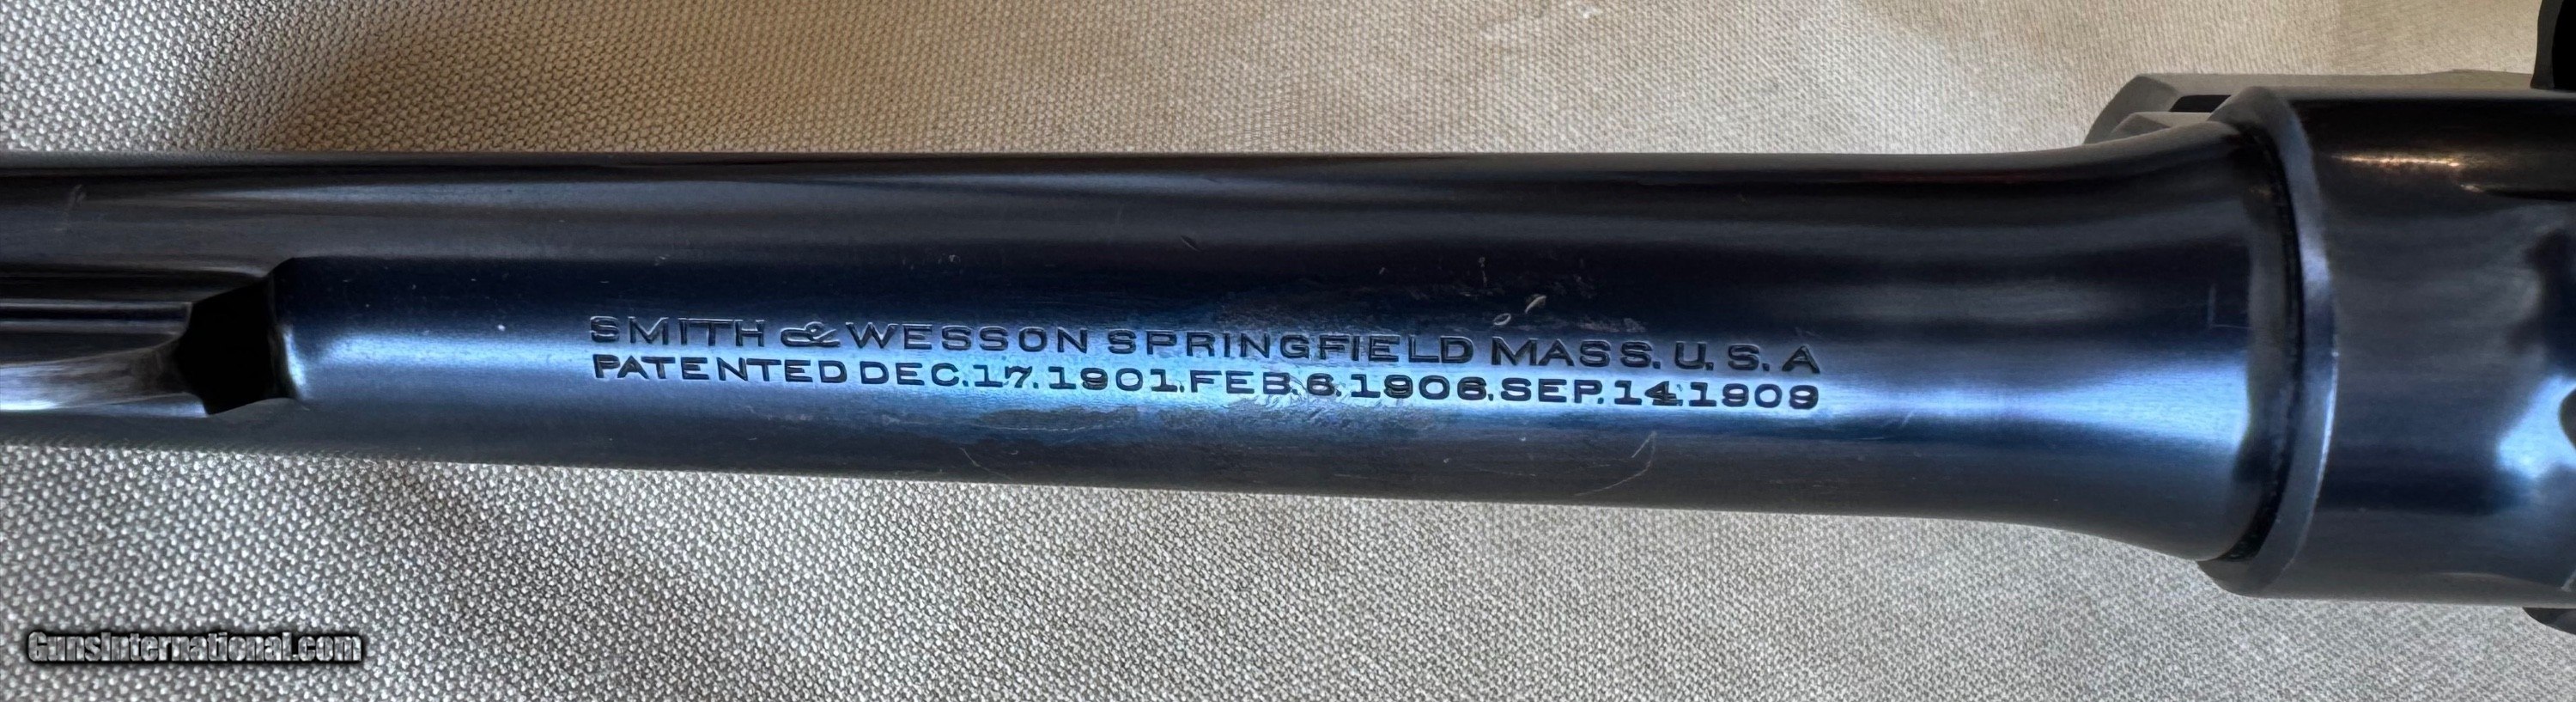 SMITH & WESSON SPRINGFIELD MASS. U. S. A
PATENTED DEC. 17. 1901. FEB. 6. 1906. SEP. 14. 1909
GunsInternational.com